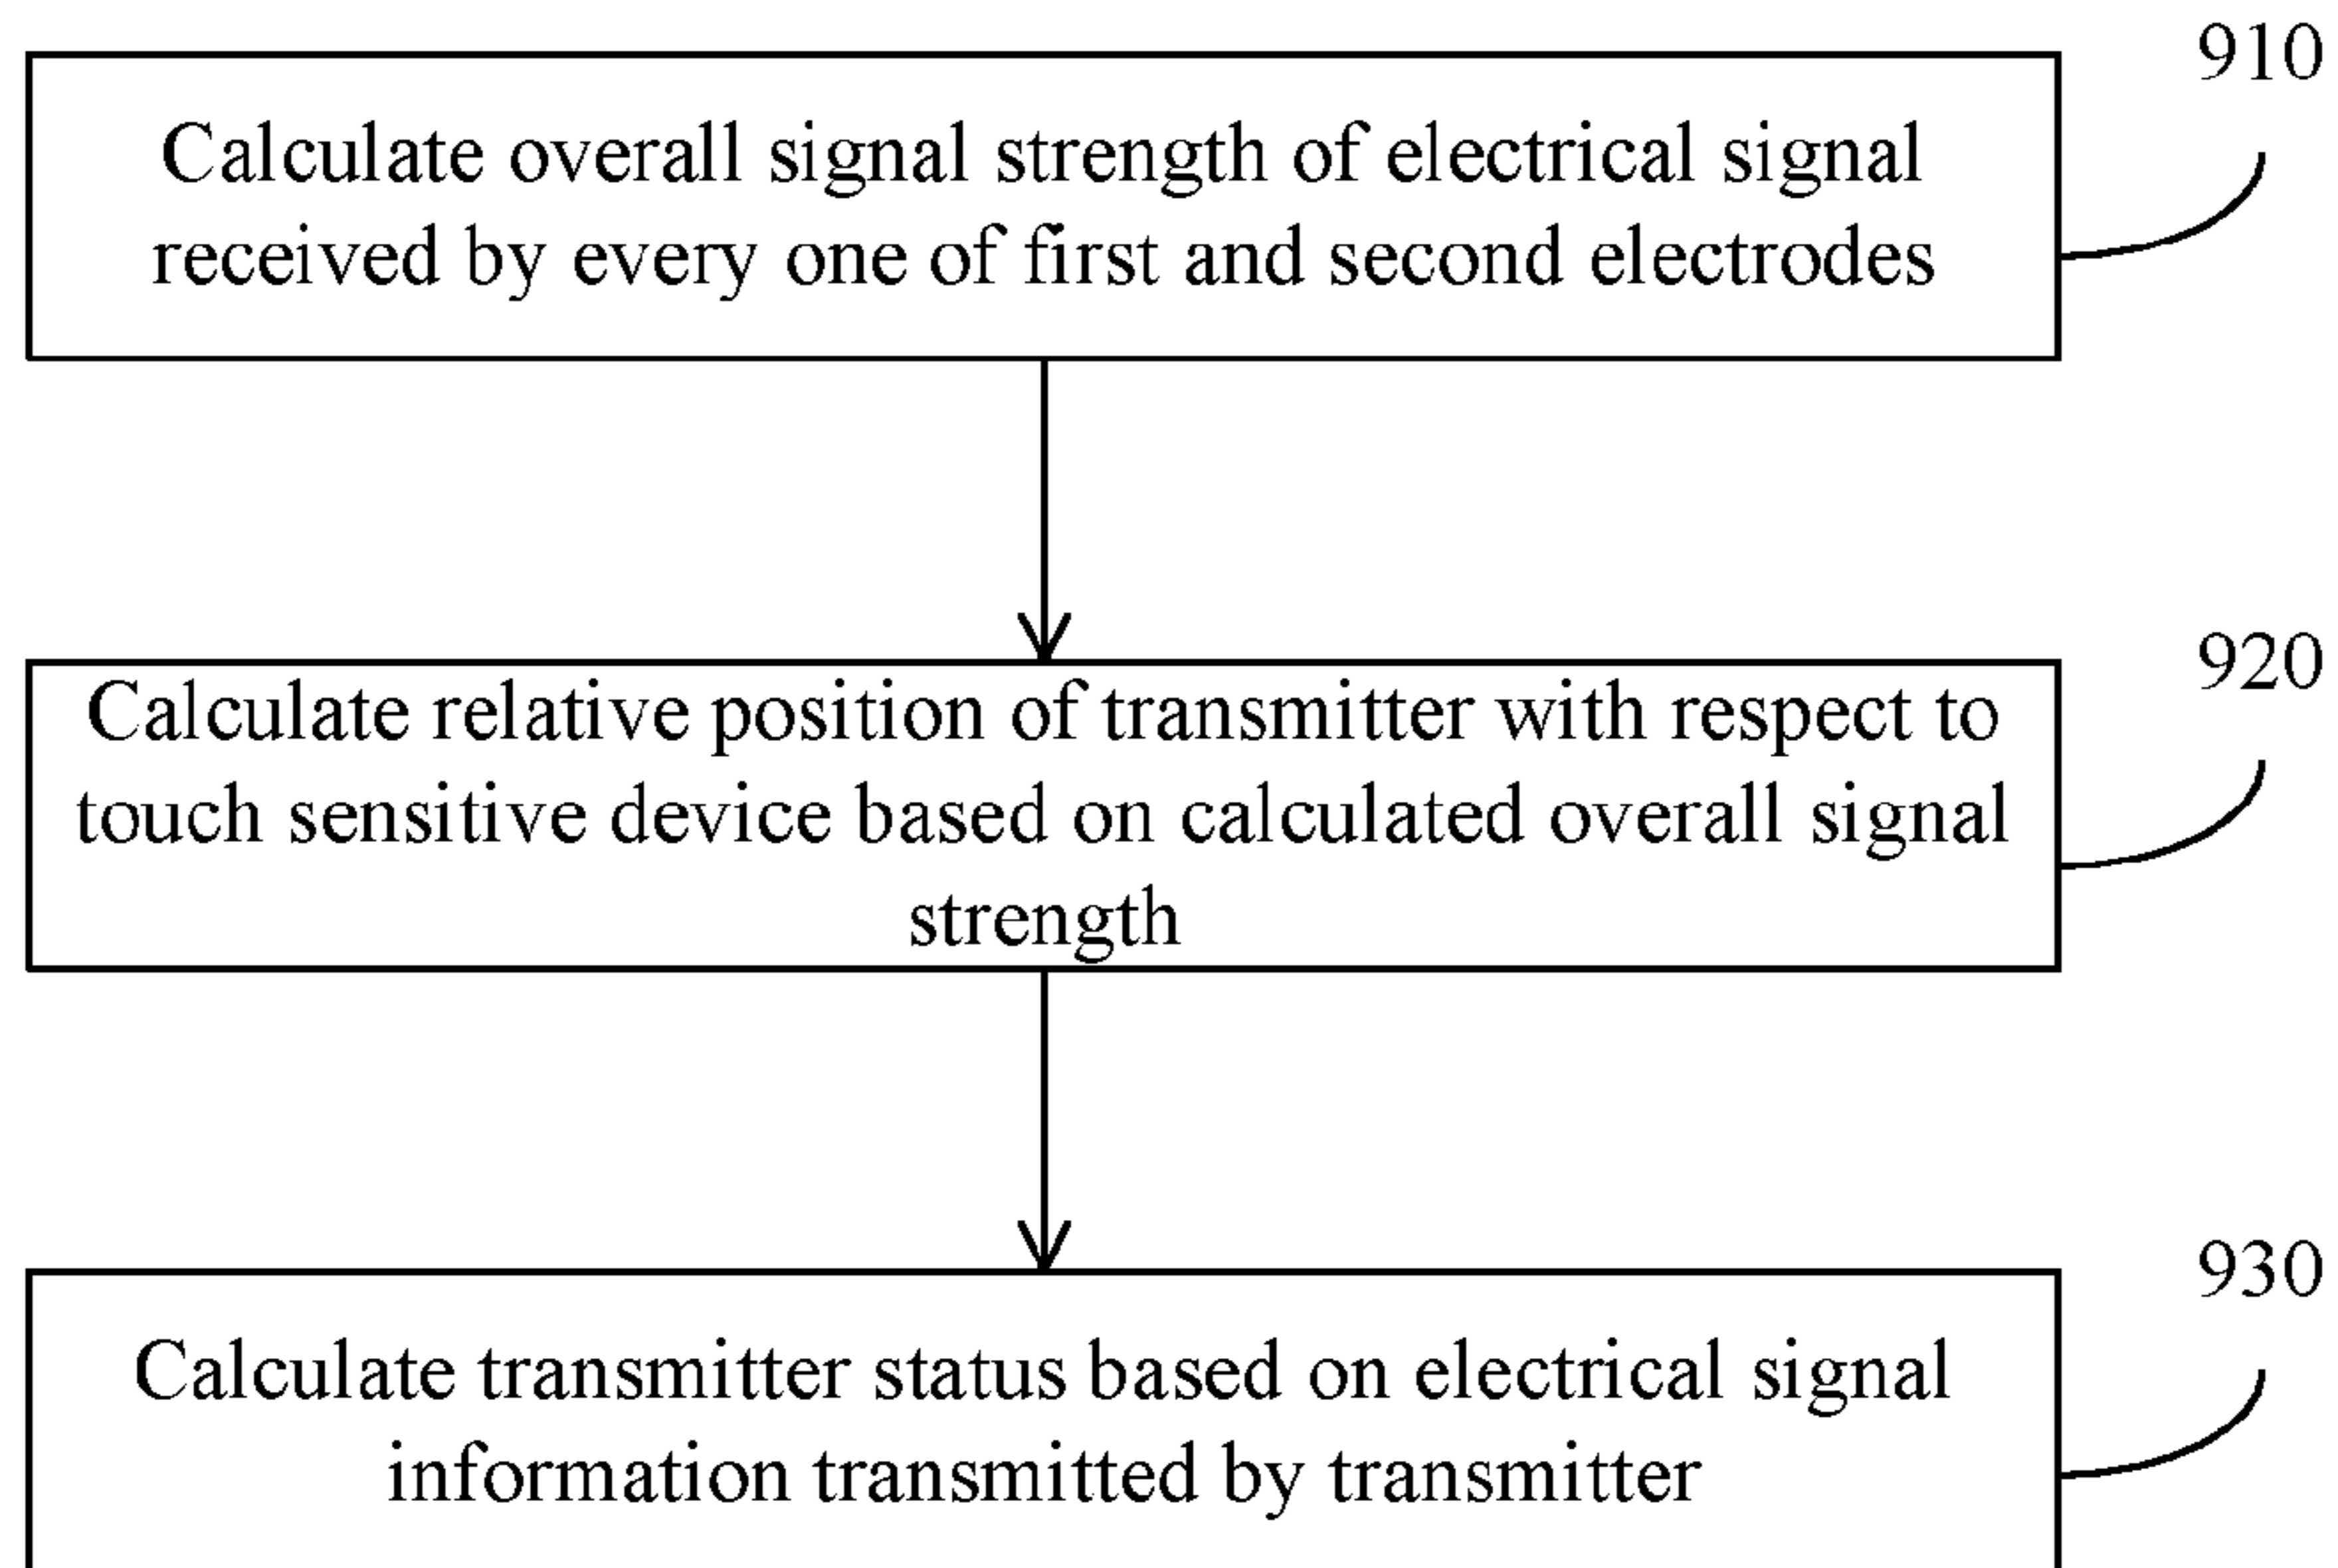 910
Calculate overall signal strength of electrical signal
received by every one of first and second electrodes
920
Calculate relative position of transmitter with respect to
touch sensitive device based on calculated overall signal
strength
930
Calculate transmitter status based on electrical signal
information transmitted by transmitter